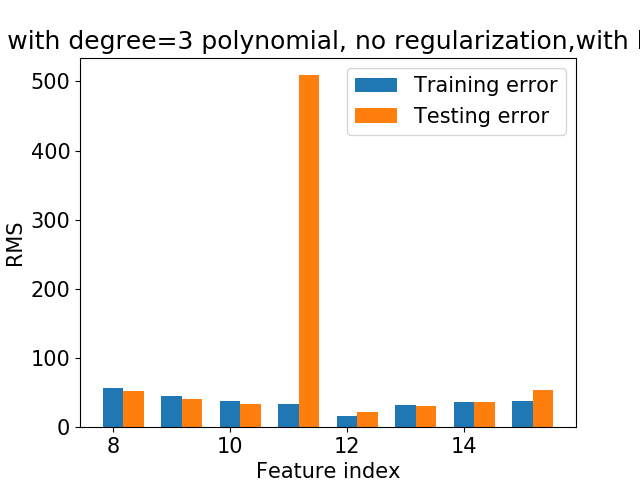 with degree=3 polynomial, no regularization,with
Training error
Testing error
500
400
300
200
100
0
RMS
8 10 12 14
Feature index